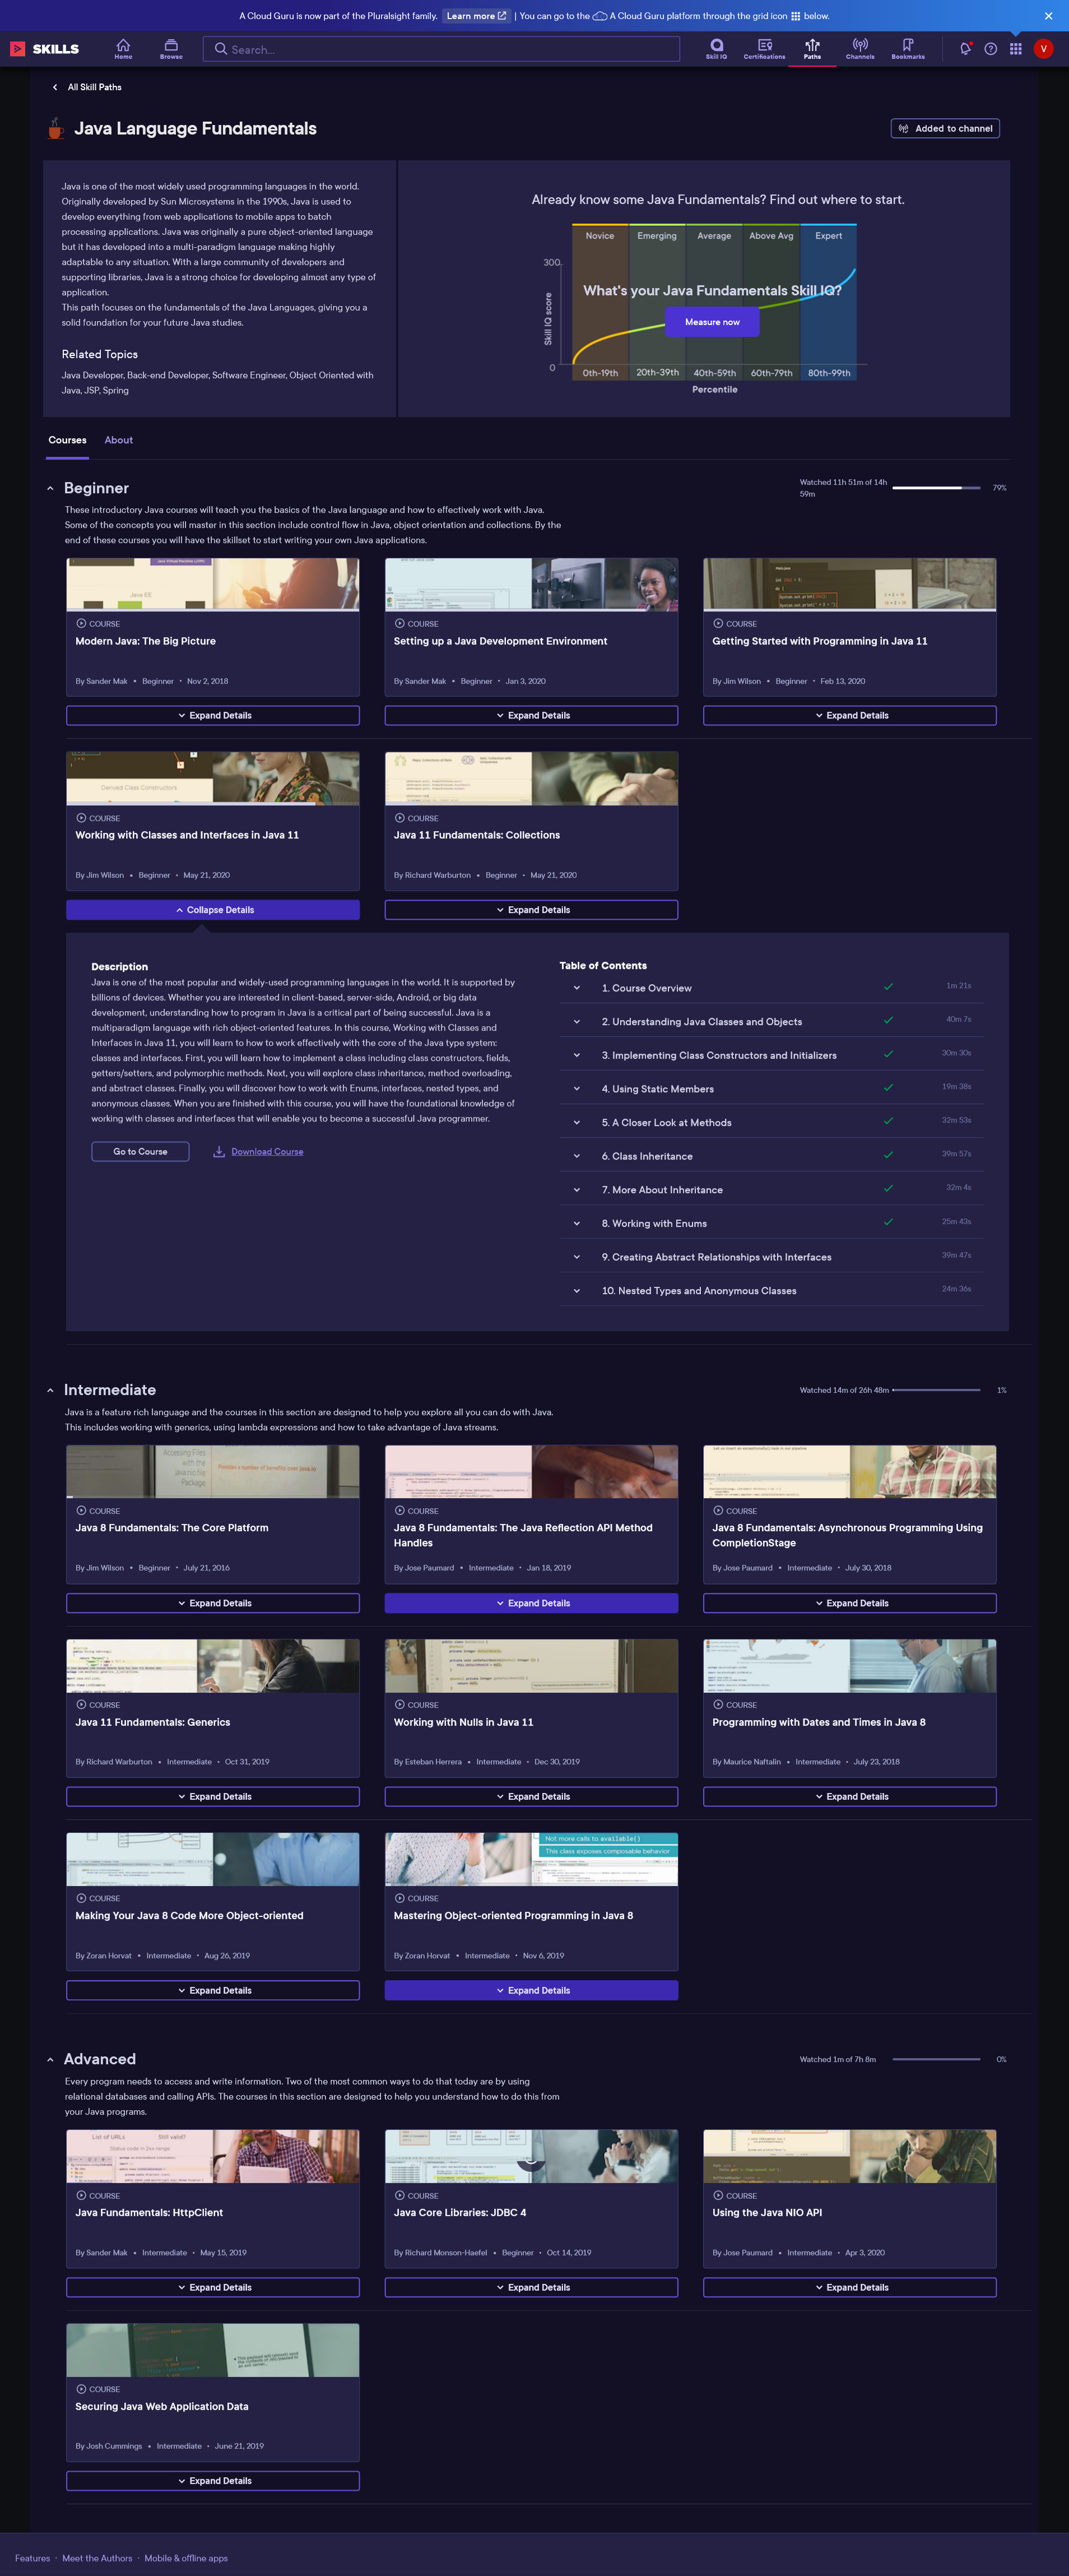 A Cloud Guru is now part of the Pluralsight family. Learn more | You can go to the A Cloud Guru platform through the grid icon below.
SKILLS
Home
Browse
Search...
Skill IQ
Certifications
Paths
Channels
Bookmarks
V
All Skill Paths
Java Language Fundamentals
Added to channel
Java is one of the most widely used programming languages in the world.
Originally developed by Sun Microsystems in the 1990s, Java is used to
develop everything from web applications to mobile apps to batch
processing applications. Java was originally a pure object-oriented language
but it has developed into a multi-paradigm language making highly
adaptable to any situation. With a large community of developers and
supporting libraries, Java is a strong choice for developing almost any type of
application.
This path focuses on the fundamentals of the Java Languages, giving you a
solid foundation for your future Java studies.
Related Topics
Java Developer, Back-end Developer, Software Engineer, Object Oriented with
Java, JSP, Spring
Already know some Java Fundamentals? Find out where to start.
Novice Emerging Average Above Avg Expert
300
What's your Java Fundamentals Skill IQ?
Measure now
Skill IQ score
0
0th-19th 20th-39th 40th-59th 60th-79th 80th-99th
Percentile
Courses
About
Beginner
Watched 11h 51m of 14h
59m
79%
These introductory Java courses will teach you the basics of the Java language and how to effectively work with Java.
Some of the concepts you will master in this section include control flow in Java, object orientation and collections. By the
end of these courses you will have the skillset to start writing your own Java applications.
Java EE
COURSE
Modern Java: The Big Picture
By Sander Mak • Beginner • Nov 2, 2018
Expand Details
COURSE
Setting up a Java Development Environment
By Sander Mak • Beginner • Jan 3, 2020
Expand Details
COURSE
Getting Started with Programming in Java 11
By Jim Wilson • Beginner • Feb 13, 2020
Expand Details
Derived Class Constructors
COURSE
Working with Classes and Interfaces in Java 11
By Jim Wilson • Beginner • May 21, 2020
Collapse Details
COURSE
Java 11 Fundamentals: Collections
By Richard Warburton • Beginner • May 21, 2020
Expand Details
Description
Java is one of the most popular and widely-used programming languages in the world. It is supported by
billions of devices. Whether you are interested in client-based, server-side, Android, or big data
development, understanding how to program in Java is a critical part of being successful. Java is a
multiparadigm language with rich object-oriented features. In this course, Working with Classes and
Interfaces in Java 11, you will learn to how to work effectively with the core of the Java type system:
classes and interfaces. First, you will learn how to implement a class including class constructors, fields,
getters/setters, and polymorphic methods. Next, you will explore class inheritance, method overloading,
and abstract classes. Finally, you will discover how to work with Enums, interfaces, nested types, and
anonymous classes. When you are finished with this course, you will have the foundational knowledge of
working with classes and interfaces that will enable you to become a successful Java programmer.
Go to Course
Download Course
Table of Contents
1. Course Overview 1m 21s
2. Understanding Java Classes and Objects 40m 7s
3. Implementing Class Constructors and Initializers 30m 30s
4. Using Static Members 19m 38s
5. A Closer Look at Methods 32m 53s
6. Class Inheritance 39m 57s
7. More About Inheritance 32m 4s
8. Working with Enums 25m 43s
9. Creating Abstract Relationships with Interfaces 39m 47s
10. Nested Types and Anonymous Classes 24m 36s
Intermediate
Watched 14m of 26h 48m
1%
Java is a feature rich language and the courses in this section are designed to help you explore all you can do with Java.
This includes working with generics, using lambda expressions and how to take advantage of Java streams.
Accessing Files
with the
java.nio.file
Package
COURSE
Java 8 Fundamentals: The Core Platform
By Jim Wilson • Beginner • July 21, 2016
Expand Details
COURSE
Java 8 Fundamentals: The Java Reflection API Method
Handles
By Jose Paumard • Intermediate • Jan 18, 2019
Expand Details
COURSE
Java 8 Fundamentals: Asynchronous Programming Using
CompletionStage
By Jose Paumard • Intermediate • July 30, 2018
Expand Details
COURSE
Java 11 Fundamentals: Generics
By Richard Warburton • Intermediate • Oct 31, 2019
Expand Details
COURSE
Working with Nulls in Java 11
By Esteban Herrera • Intermediate • Dec 30, 2019
Expand Details
COURSE
Programming with Dates and Times in Java 8
By Maurice Naftalin • Intermediate • July 23, 2018
Expand Details
COURSE
Making Your Java 8 Code More Object-oriented
By Zoran Horvat • Intermediate • Aug 26, 2019
Expand Details
Not more calls to available()
This class exposes composable behavior
COURSE
Mastering Object-oriented Programming in Java 8
By Zoran Horvat • Intermediate • Nov 6, 2019
Expand Details
Advanced
Watched 1m of 7h 8m
0%
Every program needs to access and write information. Two of the most common ways to do that today are by using
relational databases and calling APIs. The courses in this section are designed to help you understand how to do this from
your Java programs.
List of URLs Still valid?
Status code in 2xx range
COURSE
Java Fundamentals: HttpClient
By Sander Mak • Intermediate • May 15, 2019
Expand Details
COURSE
Java Core Libraries: JDBC 4
By Richard Monson-Haefel • Beginner • Oct 14, 2019
Expand Details
COURSE
Using the Java NIO API
By Jose Paumard • Intermediate • Apr 3, 2020
Expand Details
COURSE
Securing Java Web Application Data
By Josh Cummings • Intermediate • June 21, 2019
Expand Details
Features · Meet the Authors · Mobile & offline apps